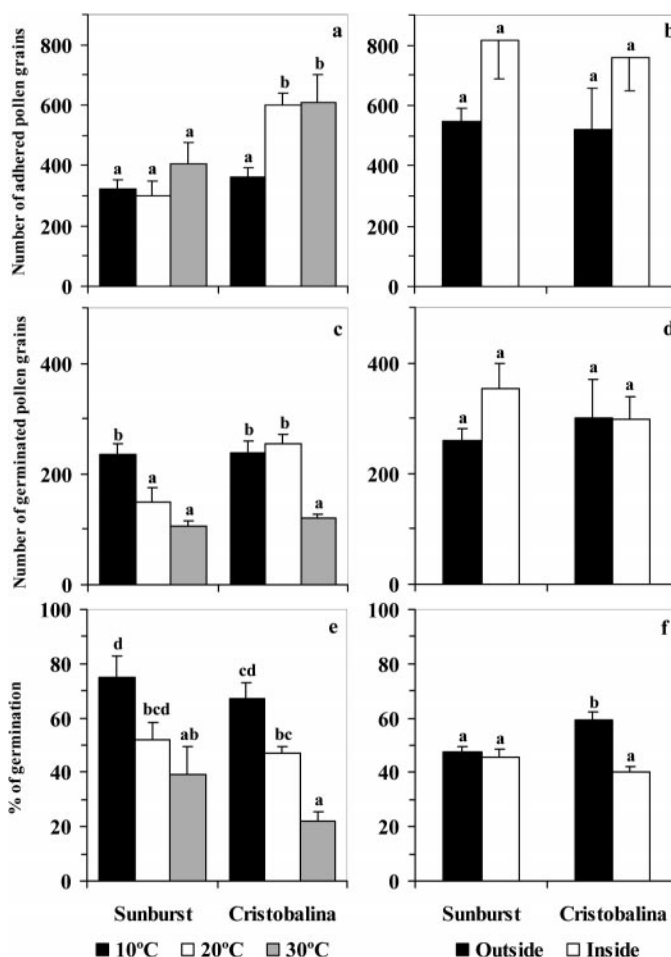 Number of adhered pollen grains
800
600
400
200
0
a
a a a a b b
800
600
400
200
0
b
a a a a
Number of germinated pollen grains
400
200
0
c
b a a b b a
400
300
200
100
0
d
a a a a
% of germination
100
80
60
40
20
0
e
d bcd ab cd bc a
Sunburst Cristobalina
100
80
60
40
20
0
f
a a b a
Sunburst Cristobalina
10ºC 20ºC 30ºC
Outside Inside